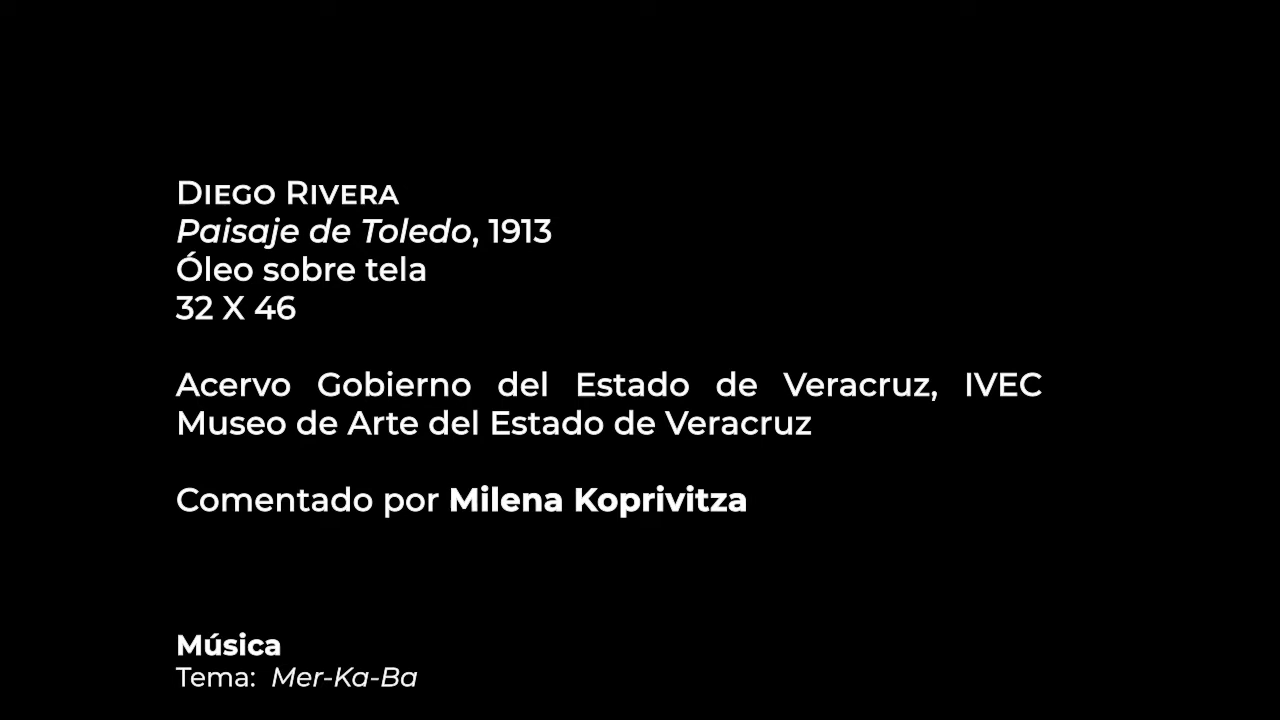 Diego Rivera
Paisaje de Toledo, 1913
Óleo sobre tela
32 X 46
Acervo Gobierno del Estado de Veracruz, IVEC
Museo de Arte del Estado de Veracruz
Comentado por Milena Koprivitza
Música
Tema: Mer-Ka-Ba